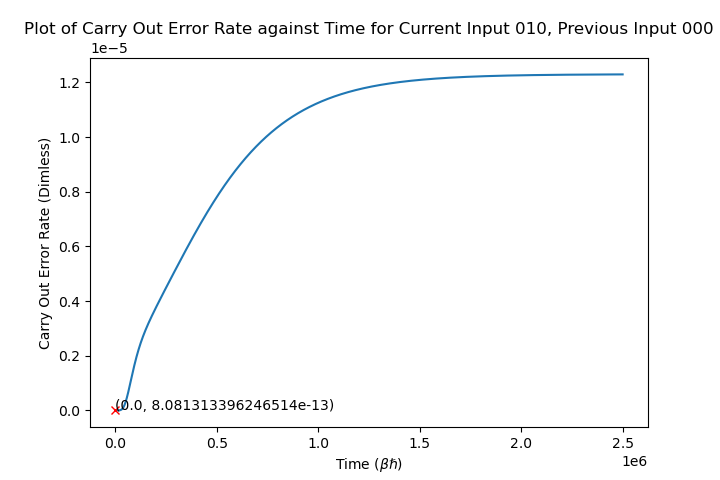 Plot of Carry Out Error Rate against Time for Current Input 010, Previous Input 000
1e−5
1.2
1.0
0.8
0.6
0.4
0.2
0.0
Carry Out Error Rate (Dimless)
(0.0, 8.081313396246514e-13)
0.0 0.5 1.0 1.5 2.0 2.5
1e6
Time (βħ)